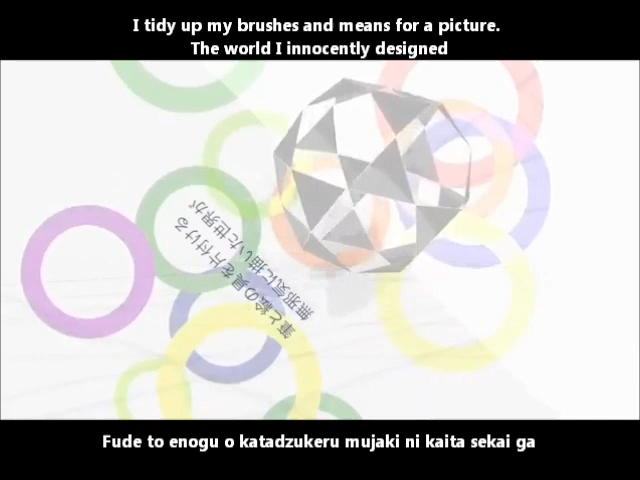 I tidy up my brushes and means for a picture.
The world I innocently designed
筆と絵の具を片付ける
無邪気に描いた世界が
Fude to enogu o katadzukeru mujaki ni kaita sekai ga